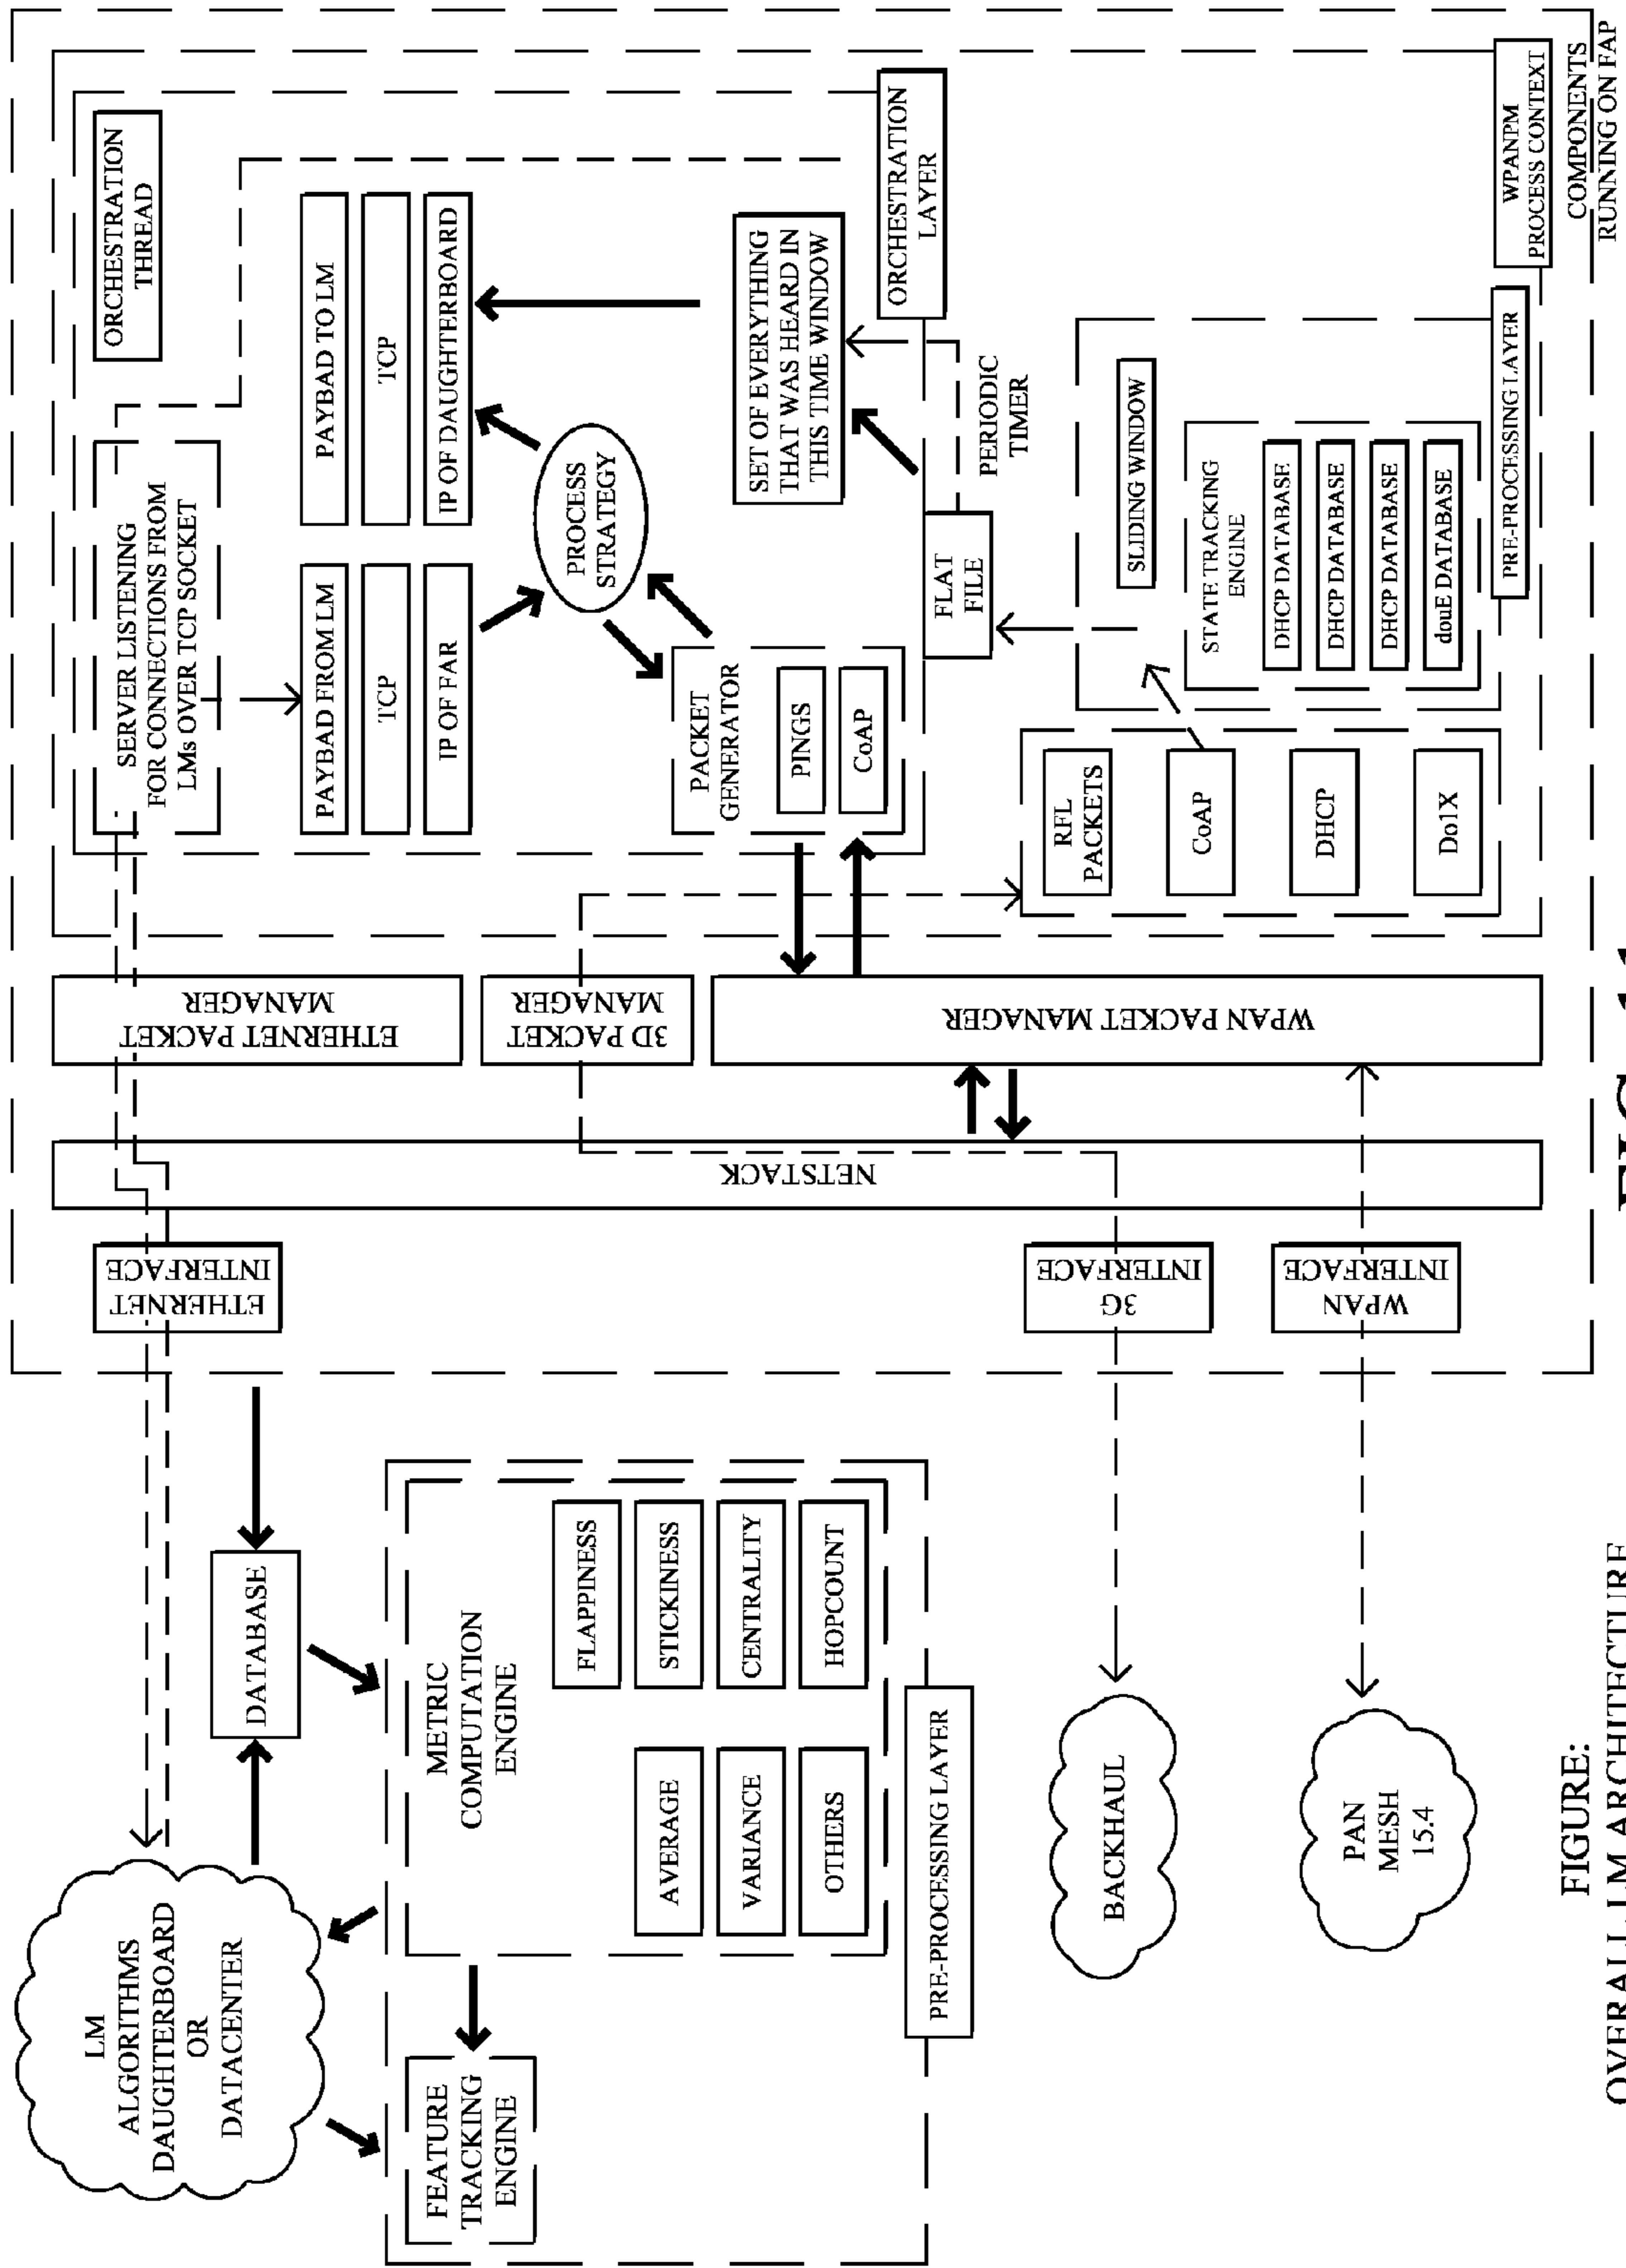 LM
ALGORITHMS
DAUGHTERBOARD
OR
DATACENTER
DATABASE
FEATURE
TRACKING
ENGINE
METRIC
COMPUTATION
ENGINE
FLAPPINESS
AVERAGE
STICKINESS
VARIANCE
CENTRALITY
OTHERS
HOPCOUNT
PRE-PROCESSING LAYER
BACKHAUL
PAN
MESH
15.4
ETHERNET
INTERFACE
3G
INTERFACE
WPAN
INTERFACE
NETSTACK
ETHERNET PACKET
MANAGER
3D PACKET
MANAGER
WPAN PACKET MANAGER
SERVER LISTENING
FOR CONNECTIONS FROM
LMs OVER TCP SOCKET
ORCHESTRATION
THREAD
PAYBAD FROM LM
TCP
IP OF FAR
PAYBAD TO LM
TCP
IP OF DAUGHTERBOARD
PROCESS
STRATEGY
PACKET
GENERATOR
PINGS
CoAP
SET OF EVERYTHING
THAT WAS HEARD IN
THIS TIME WINDOW
ORCHESTRATION
LAYER
FLAT
FILE
PERIODIC
TIMER
RFL
PACKETS
CoAP
DHCP
Do1X
SLIDING WINDOW
STATE TRACKING
ENGINE
DHCP DATABASE
DHCP DATABASE
DHCP DATABASE
douE DATABASE
PRE-PROCESSING LAYER
WPANPM
PROCESS CONTEXT
COMPONENTS
RUNNING ON FAP
FIGURE:
OVERALL LM ARCHITECTURE